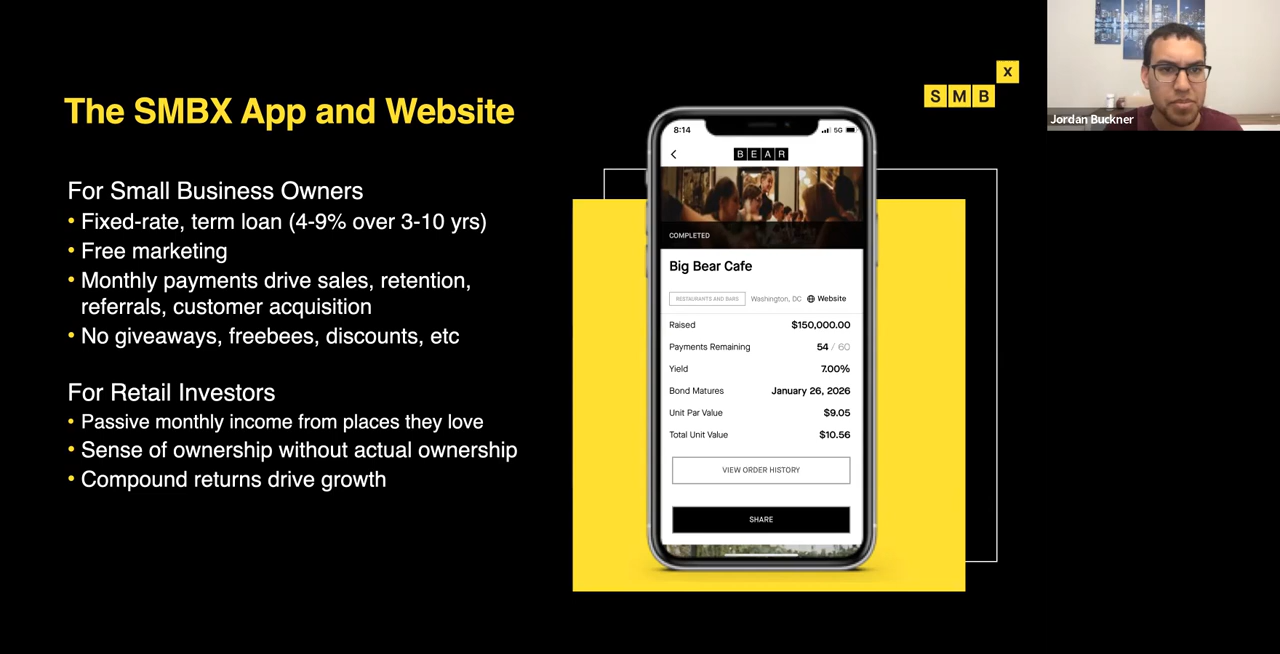 The SMBX App and Website
For Small Business Owners
• Fixed-rate, term loan (4-9% over 3-10 yrs)
• Free marketing
• Monthly payments drive sales, retention,
referrals, customer acquisition
• No giveaways, freebees, discounts, etc
For Retail Investors
• Passive monthly income from places they love
• Sense of ownership without actual ownership
• Compound returns drive growth
8:14 5G
BEAR
COMPLETED
Big Bear Cafe
RESTAURANTS AND BARS Washington, DC Website
Raised $150,000.00
Payments Remaining 54 / 60
Yield 7.00%
Bond Matures January 26, 2026
Unit Par Value $9.05
Total Unit Value $10.56
VIEW ORDER HISTORY
SHARE
X
SMB
Jordan Buckner